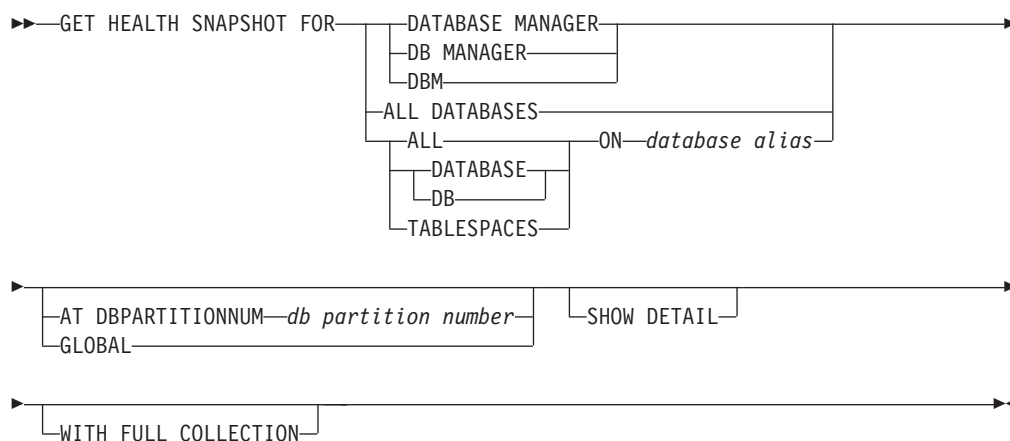 GET HEALTH SNAPSHOT FOR DATABASE MANAGER
DB MANAGER
DBM
ALL DATABASES
ALL ON database alias
DATABASE
DB
TABLESPACES
AT DBPARTITIONNUM db partition number SHOW DETAIL
GLOBAL
WITH FULL COLLECTION